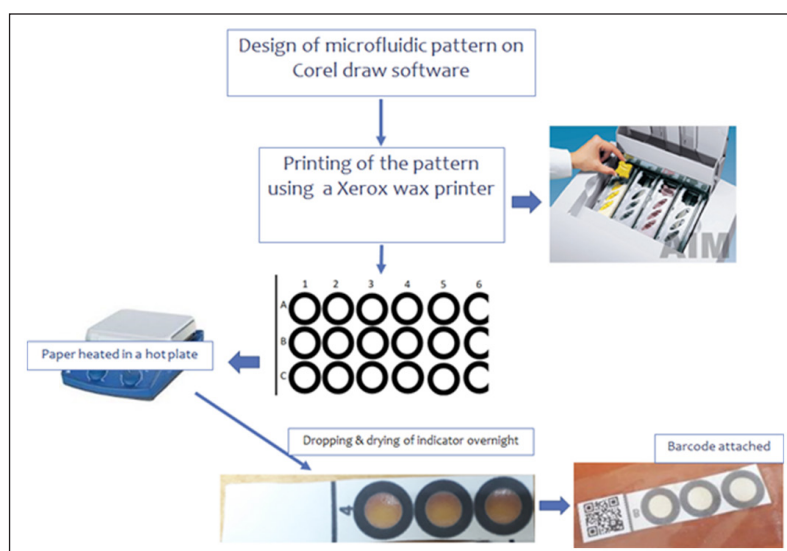 Design of microfluidic pattern on
Corel draw software
Printing of the pattern
using a Xerox wax printer
AIM
1 2 3 4 5 6
A
B
C
Paper heated in a hot plate
Dropping & drying of indicator overnight
Barcode attached
4